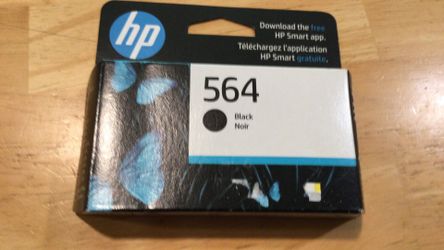 hp
Download the free
HP Smart app.
Téléchargez l'application
HP Smart gratuite.
564
Black
Noir